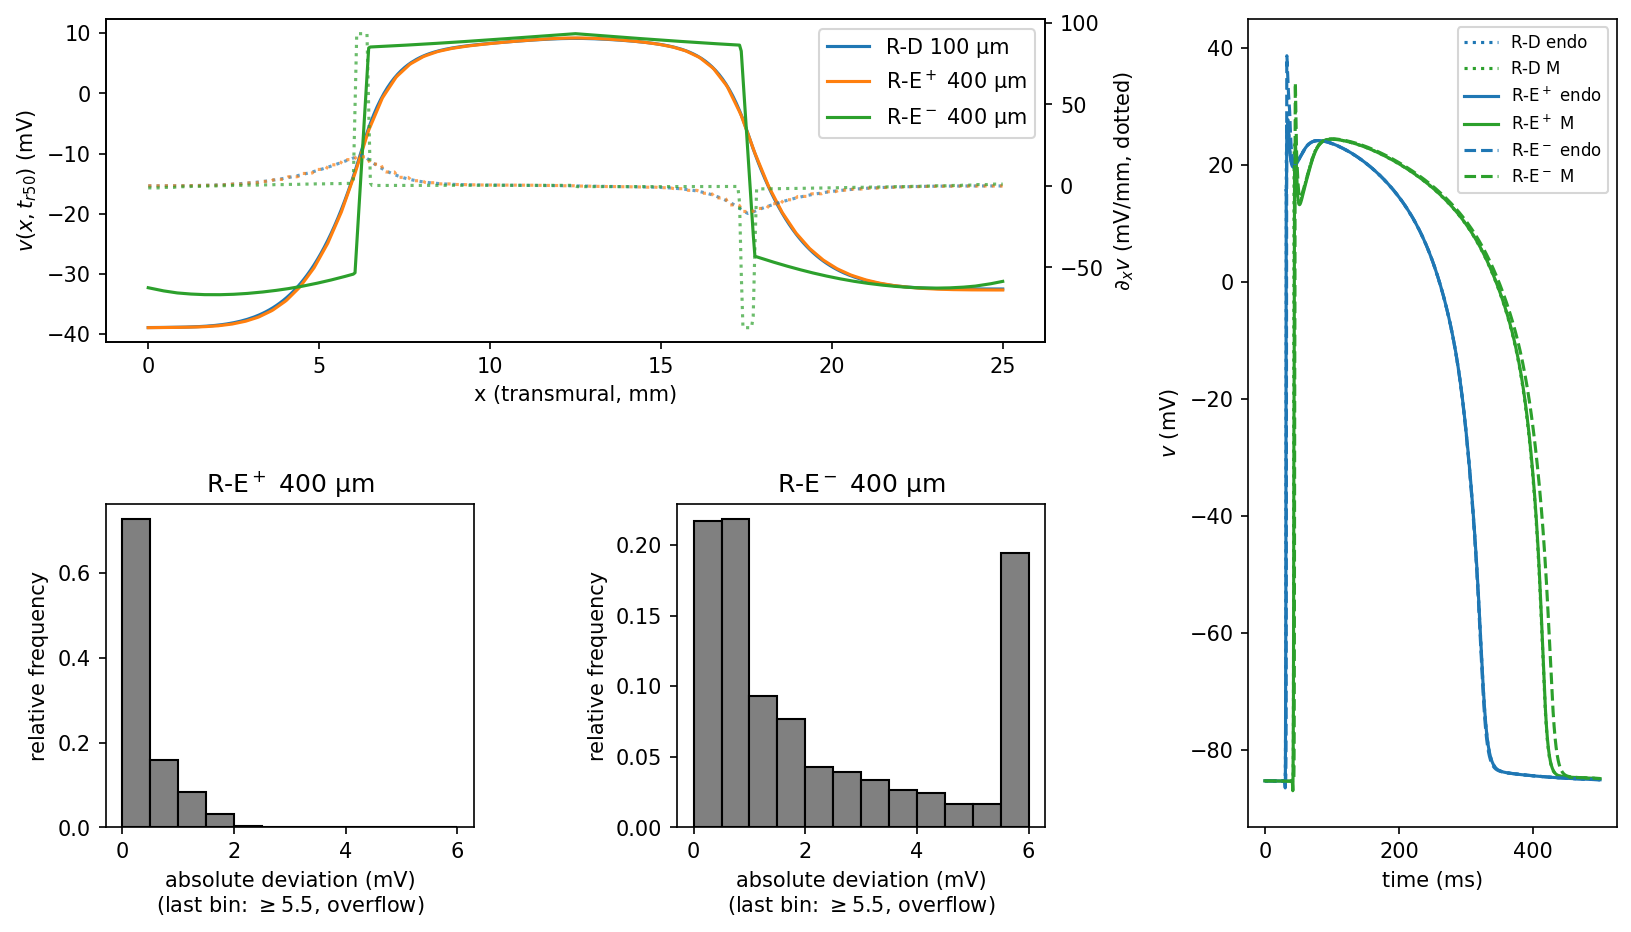 v(x, t_r50) (mV)
10
0
−10
−20
−30
−40
0
5
10
15
20
25
x (transmural, mm)
100
50
0
−50
∂ₓv (mV/mm, dotted)
R-D 100 µm
R-E⁺ 400 µm
R-E⁻ 400 µm
R-E⁺ 400 µm
relative frequency
0.6
0.4
0.2
0.0
0
2
4
6
absolute deviation (mV)
(last bin: ≥5.5, overflow)
R-E⁻ 400 µm
relative frequency
0.20
0.15
0.10
0.05
0.00
0
2
4
6
absolute deviation (mV)
(last bin: ≥5.5, overflow)
v (mV)
40
20
0
−20
−40
−60
−80
0
200
400
time (ms)
R-D endo
R-D M
R-E⁺ endo
R-E⁺ M
R-E⁻ endo
R-E⁻ M